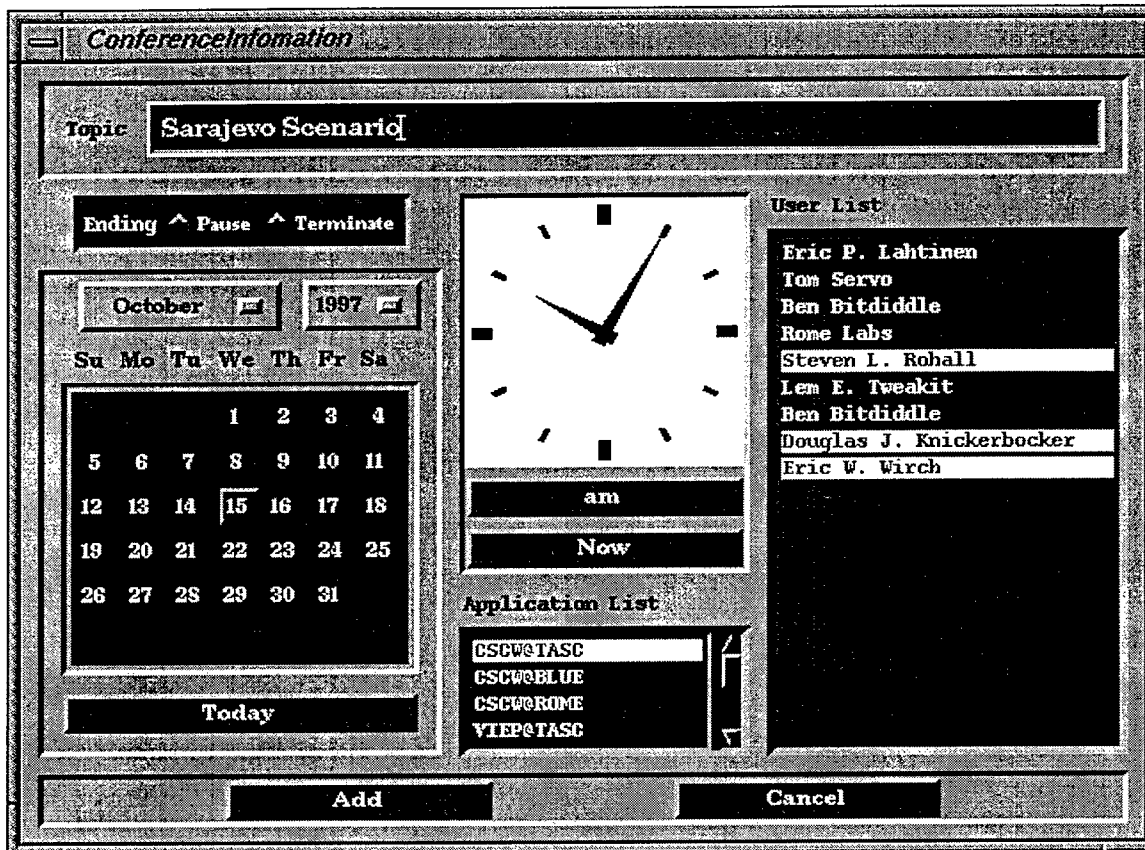 ConferenceInfomation
Topic Sarajevo Scenario
Ending ^ Pause ^ Terminate
October 1997
Su Mo Tu We Th Fr Sa
1 2 3 4
5 6 7 8 9 10 11
12 13 14 15 16 17 18
19 20 21 22 23 24 25
26 27 28 29 30 31
Today
am
Now
Application List
CSCW@TASC
CSCW@BLUE
CSCW@ROME
VIEP@TASC
User List
Eric P. Lahtinen
Tom Servo
Ben Bitdiddle
Rome Labs
Steven L. Rohall
Lem E. Tweakit
Ben Bitdiddle
Douglas J. Knickerbocker
Eric W. Wirch
Add Cancel